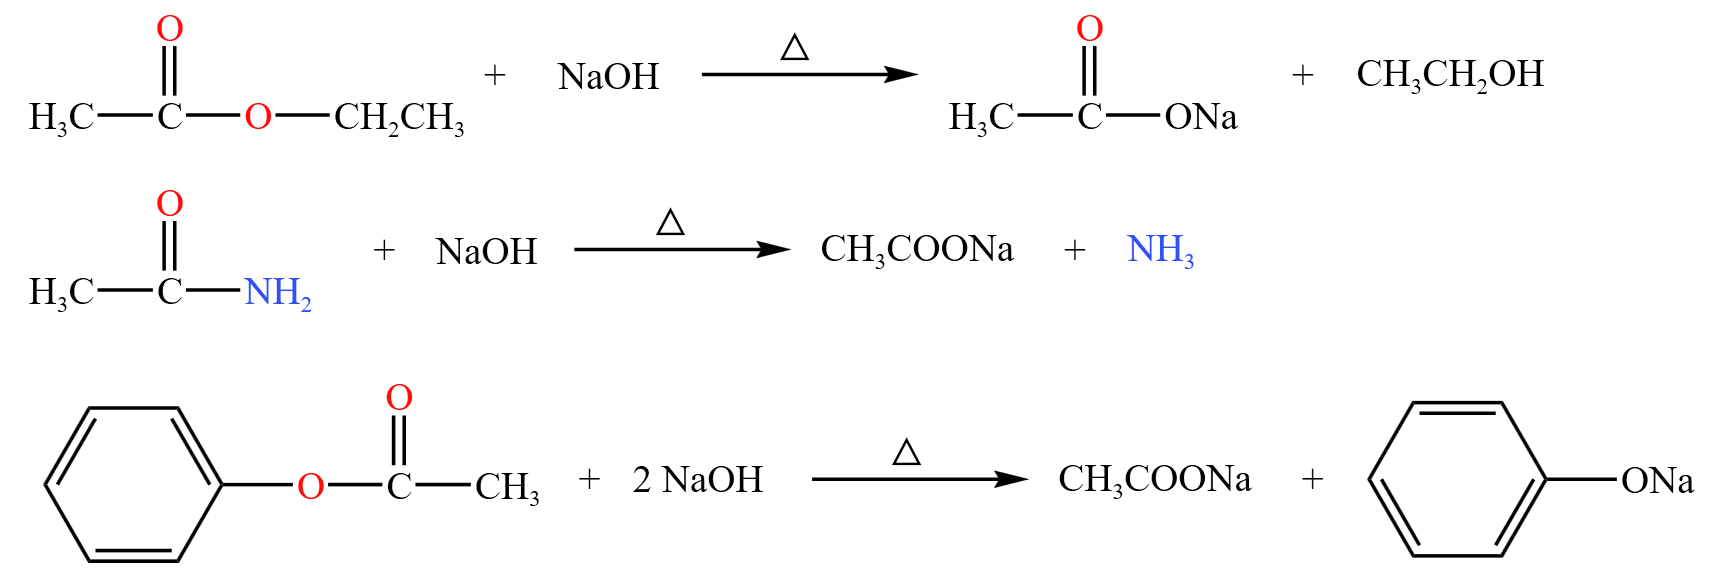 O O
H₃C C O CH₂CH₃ + NaOH △ H₃C C ONa + CH₃CH₂OH
O
H₃C C NH₂ + NaOH △ CH₃COONa + NH₃
O
O C CH₃ + 2 NaOH △ CH₃COONa + ONa